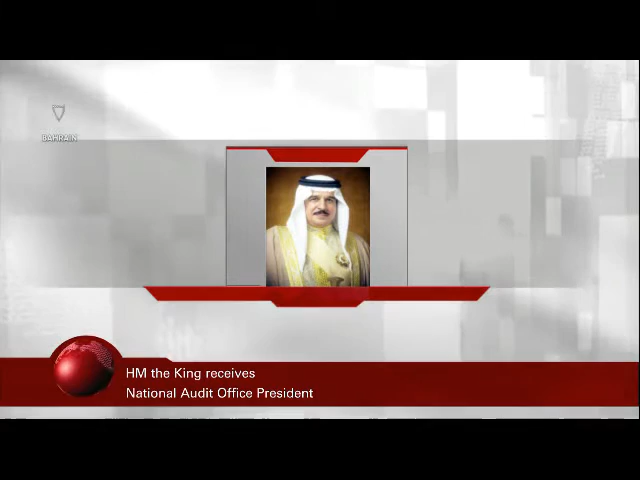 BAHRAIN
HM the King receives
National Audit Office President